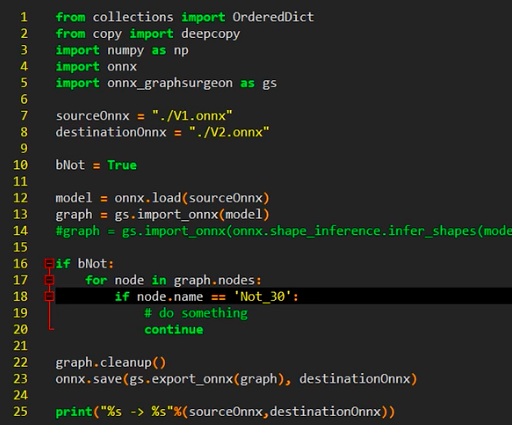 1 from collections import OrderedDict
2 from copy import deepcopy
3 import numpy as np
4 import onnx
5 import onnx_graphsurgeon as gs
6
7 sourceOnnx = "./V1.onnx"
8 destinationOnnx = "./V2.onnx"
9
10 bNot = True
11
12 model = onnx.load(sourceOnnx)
13 graph = gs.import_onnx(model)
14 #graph = gs.import_onnx(onnx.shape_inference.infer_shapes(mode
15
16 if bNot:
17     for node in graph.nodes:
18         if node.name == 'Not_30':
19             # do something
20             continue
21
22 graph.cleanup()
23 onnx.save(gs.export_onnx(graph), destinationOnnx)
24
25 print("%s -> %s"%(sourceOnnx,destinationOnnx))